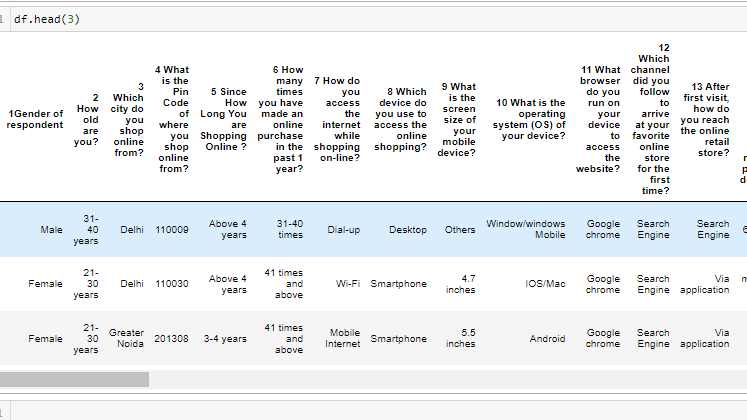 1
df.head(3)
1Gender of respondent
2 How old are you?
3 Which city do you shop online from?
4 What is the Pin Code of where you shop online from?
5 Since How Long You are Shopping Online ?
6 How many times you have made an online purchase in the past 1 year?
7 How do you access the internet while shopping on-line?
8 Which device do you use to access the online shopping?
9 What is the screen size of your mobile device?
10 What is the operating system (OS) of your device?
11 What browser do you run on your device to access the website?
12 Which channel did you follow to arrive at your favorite online store for the first time?
13 After first visit, how do you reach the online retail store?
Male 31-40 years Delhi 110009 Above 4 years 31-40 times Dial-up Desktop Others Window/windows Mobile Google chrome Search Engine Search Engine 6
Female 21-30 years Delhi 110030 Above 4 years 41 times and above Wi-Fi Smartphone 4.7 inches IOS/Mac Google chrome Search Engine Via application
Female 21-30 years Greater Noida 201308 3-4 years 41 times and above Mobile Internet Smartphone 5.5 inches Android Google chrome Search Engine Via application